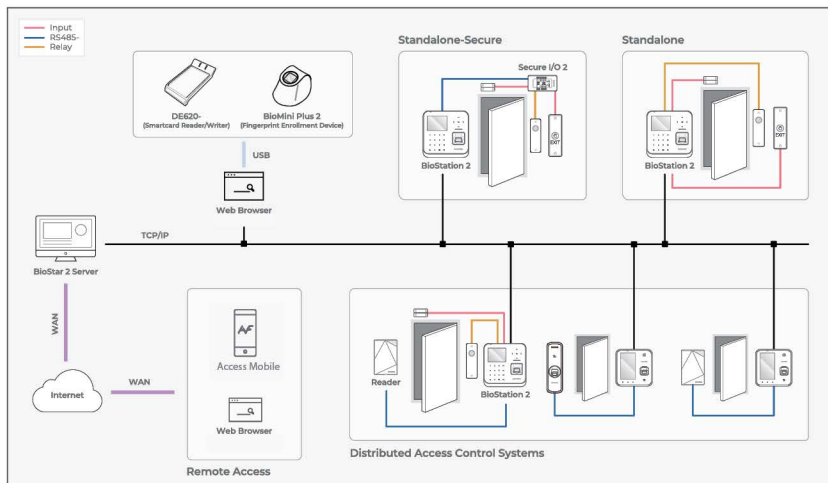 Input
RS485-
Relay
DE620-
(Smartcard Reader/Writer)
BioMini Plus 2
(Fingerprint Enrollment Device)
USB
Web Browser
Standalone-Secure
Secure I/O 2
BioStation 2
EXIT
Standalone
BioStation 2
EXIT
TCP/IP
BioStar 2 Server
WAN
Internet
WAN
Access Mobile
Web Browser
Remote Access
Reader
BioStation 2
Distributed Access Control Systems